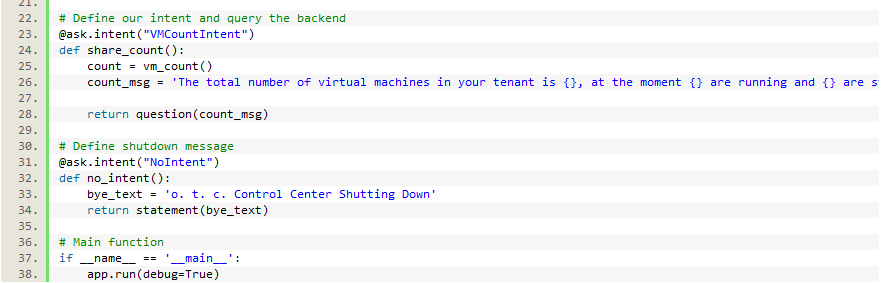 21.
22. # Define our intent and query the backend
23. @ask.intent("VMCountIntent")
24. def share_count():
25.     count = vm_count()
26.     count_msg = 'The total number of virtual machines in your tenant is {}, at the moment {} are running and {} are s
27.
28.     return question(count_msg)
29.
30. # Define shutdown message
31. @ask.intent("NoIntent")
32. def no_intent():
33.     bye_text = 'o. t. c. Control Center Shutting Down'
34.     return statement(bye_text)
35.
36. # Main function
37. if __name__ == '__main__':
38.     app.run(debug=True)